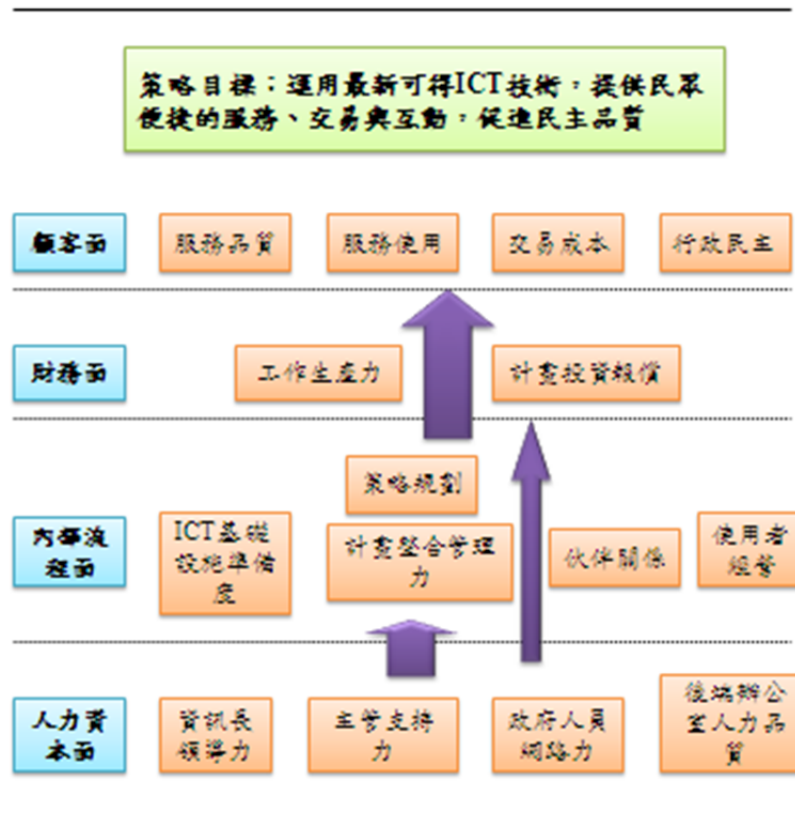 策略目標：運用最新可得ICT技術，提供民眾
便捷的服務、交易與互動，促進民主品質
顧客面
服務品質
服務使用
交易成本
行政民主
財務面
工作生產力
計畫投資報償
內部流
程面
ICT基礎
設施準備
度
策略規劃
計畫整合管理
力
伙伴關係
使用者
經營
人力資
本面
資訊長
領導力
主管支持
力
政府人員
網路力
後端辦公
室人力品
質